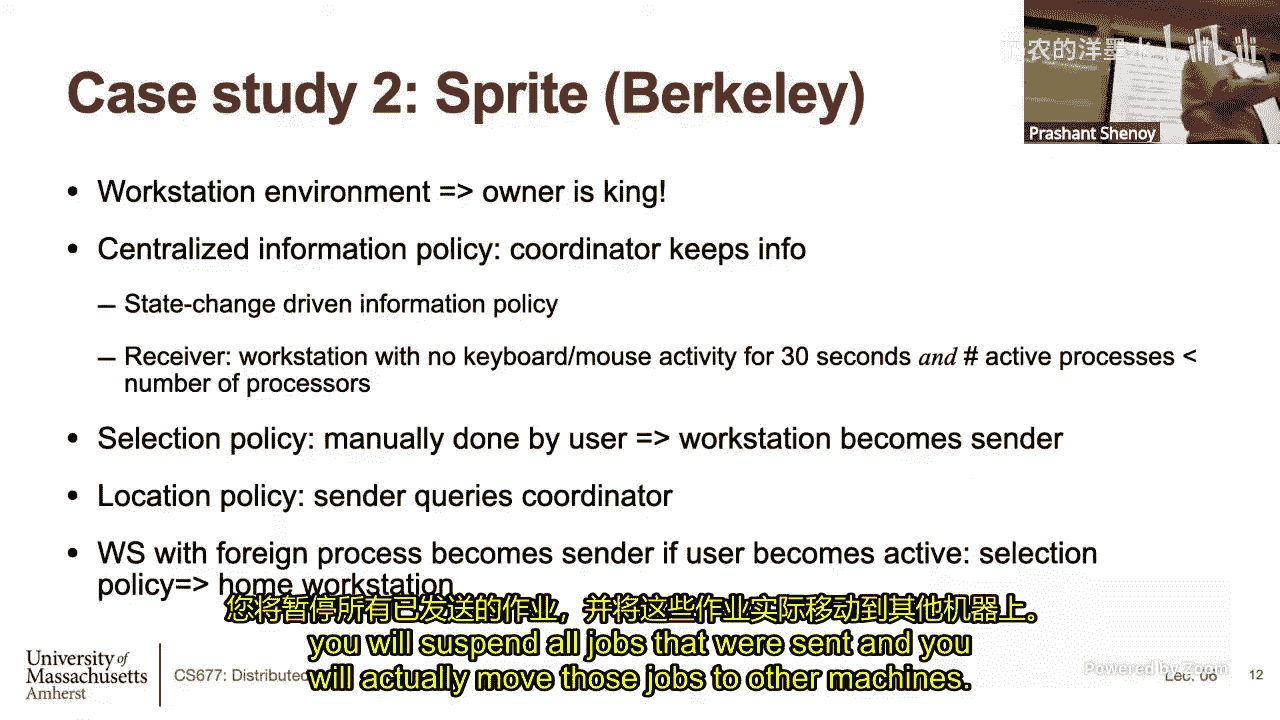 农的洋墨水
bilibili
Prashant Shenoy
Case study 2: Sprite (Berkeley)
• Workstation environment => owner is king!
• Centralized information policy: coordinator keeps info
– State-change driven information policy
– Receiver: workstation with no keyboard/mouse activity for 30 seconds and # active processes <
number of processors
• Selection policy: manually done by user => workstation becomes sender
• Location policy: sender queries coordinator
• WS with foreign process becomes sender if user becomes active: selection
policy=> home workstation
您将暂停所有已发送的作业，并将这些作业实际移动到其他机器上。
you will suspend all jobs that were sent and you
will actually move those jobs to other machines.
University of
Massachusetts
Amherst
CS677: Distributed
Powered by Zoom
Lec. 06
12